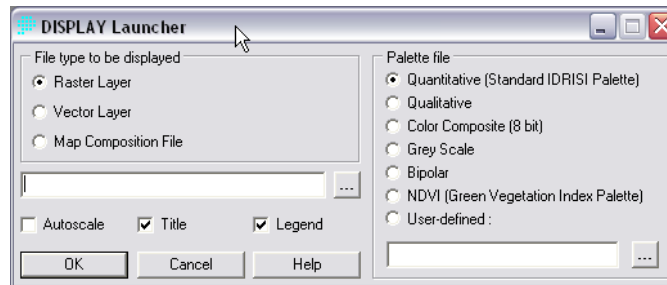 DISPLAY Launcher
File type to be displayed
Raster Layer
Vector Layer
Map Composition File
...
Autoscale
Title
Legend
OK
Cancel
Help
Palette file
Quantitative (Standard IDRISI Palette)
Qualitative
Color Composite (8 bit)
Grey Scale
Bipolar
NDVI (Green Vegetation Index Palette)
User-defined :
...